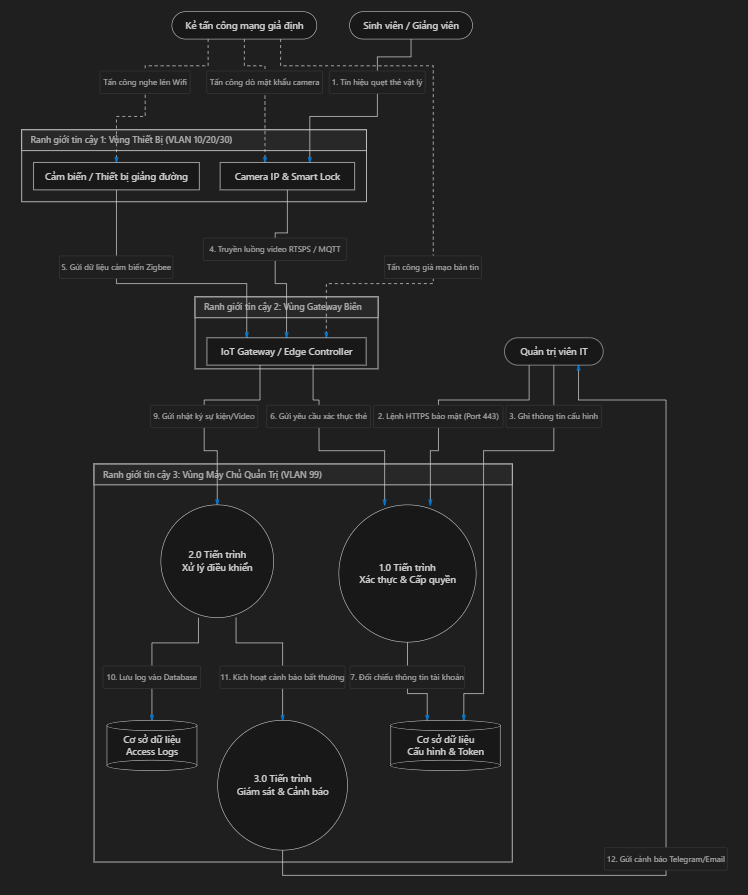 Kẻ tấn công mạng giả định
Sinh viên / Giảng viên
Tấn công nghe lén Wifi
Tấn công dò mật khẩu camera
1. Tín hiệu quẹt thẻ vật lý
Ranh giới tin cậy 1: Vùng Thiết Bị (VLAN 10/20/30)
Cảm biến / Thiết bị giảng đường
Camera IP & Smart Lock
4. Truyền luồng video RTSPS / MQTT
5. Gửi dữ liệu cảm biến Zigbee
Tấn công giả mạo bản tin
Ranh giới tin cậy 2: Vùng Gateway Biên
IoT Gateway / Edge Controller
Quản trị viên IT
9. Gửi nhật ký sự kiện/Video
6. Gửi yêu cầu xác thực thẻ
2. Lệnh HTTPS bảo mật (Port 443)
3. Ghi thông tin cấu hình
Ranh giới tin cậy 3: Vùng Máy Chủ Quản Trị (VLAN 99)
2.0 Tiến trình
Xử lý điều khiển
1.0 Tiến trình
Xác thực & Cấp quyền
10. Lưu log vào Database
11. Kích hoạt cảnh báo bất thường
7. Đối chiếu thông tin tài khoản
Cơ sở dữ liệu
Access Logs
Cơ sở dữ liệu
Cấu hình & Token
3.0 Tiến trình
Giám sát & Cảnh báo
12. Gửi cảnh báo Telegram/Email